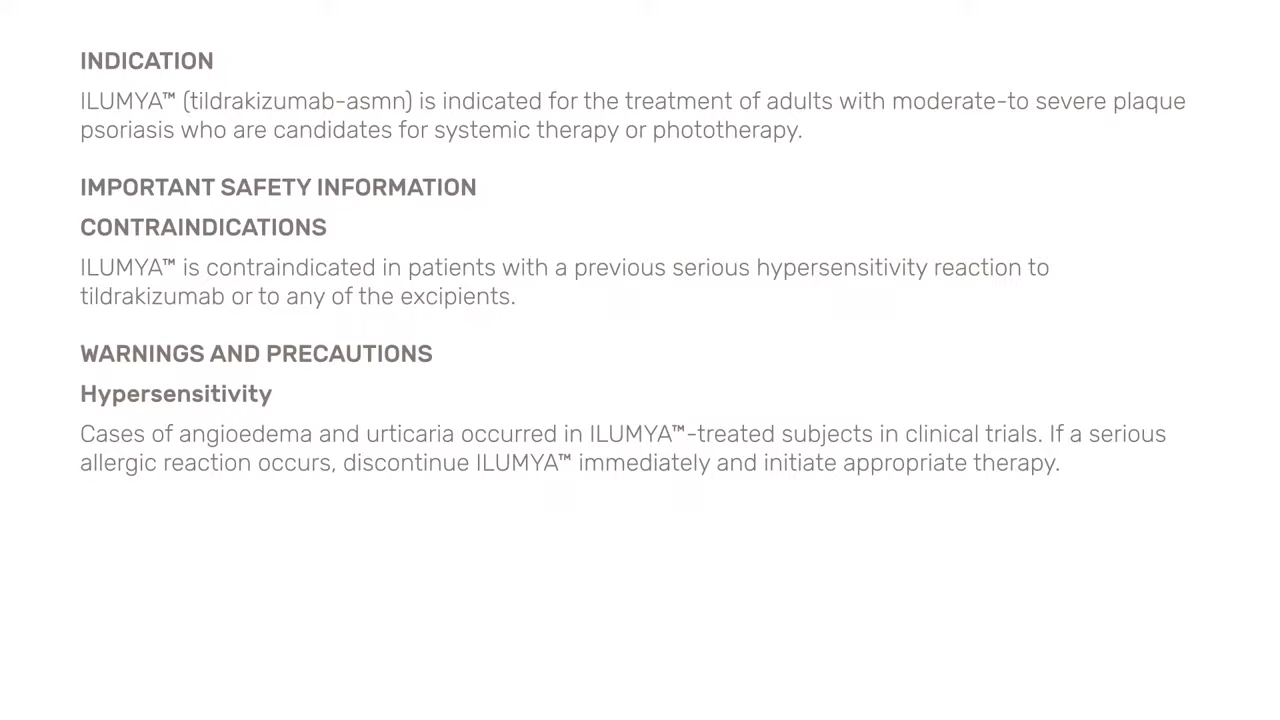 INDICATION
ILUMYA™ (tildrakizumab-asmn) is indicated for the treatment of adults with moderate-to severe plaque
psoriasis who are candidates for systemic therapy or phototherapy.
IMPORTANT SAFETY INFORMATION
CONTRAINDICATIONS
ILUMYA™ is contraindicated in patients with a previous serious hypersensitivity reaction to
tildrakizumab or to any of the excipients.
WARNINGS AND PRECAUTIONS
Hypersensitivity
Cases of angioedema and urticaria occurred in ILUMYA™-treated subjects in clinical trials. If a serious
allergic reaction occurs, discontinue ILUMYA™ immediately and initiate appropriate therapy.